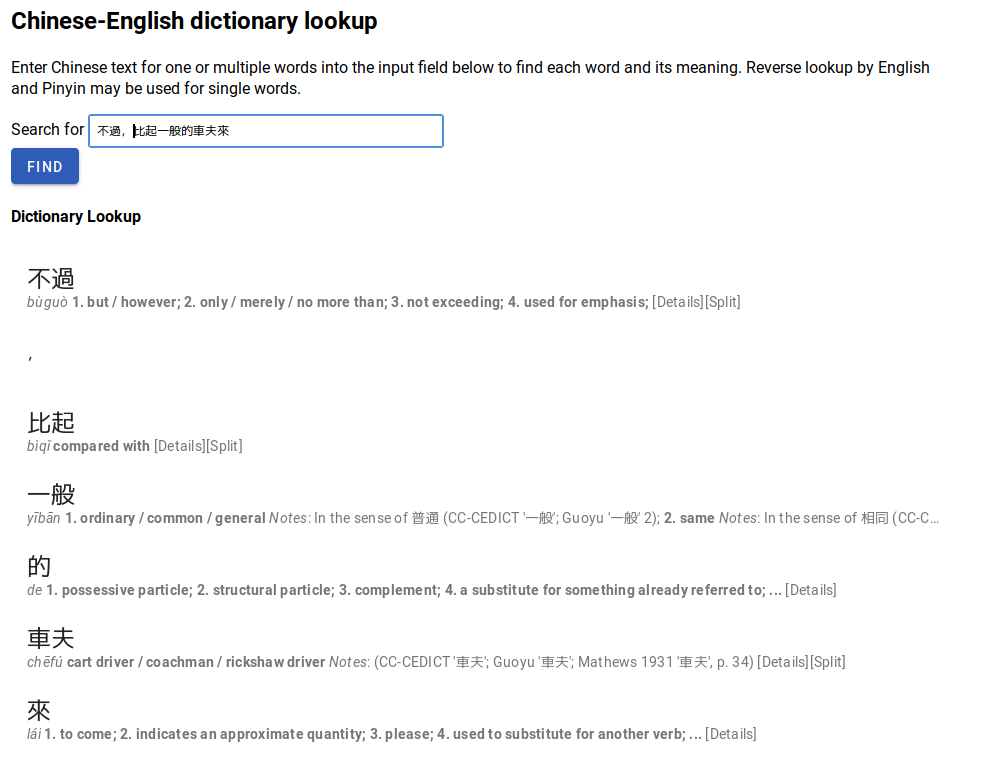 Chinese-English dictionary lookup
Enter Chinese text for one or multiple words into the input field below to find each word and its meaning. Reverse lookup by English
and Pinyin may be used for single words.
Search for 不過，比起一般的車夫來
FIND
Dictionary Lookup
不過
bùguò 1. but / however; 2. only / merely / no more than; 3. not exceeding; 4. used for emphasis; [Details][Split]
，
比起
bìqǐ compared with [Details][Split]
一般
yībān 1. ordinary / common / general Notes: In the sense of 普通 (CC-CEDICT '一般'; Guoyu '一般' 2); 2. same Notes: In the sense of 相同 (CC-C…
的
de 1. possessive particle; 2. structural particle; 3. complement; 4. a substitute for something already referred to; ... [Details]
車夫
chēfú cart driver / coachman / rickshaw driver Notes: (CC-CEDICT '車夫'; Guoyu '車夫'; Mathews 1931 '車夫', p. 34) [Details][Split]
來
lái 1. to come; 2. indicates an approximate quantity; 3. please; 4. used to substitute for another verb; ... [Details]